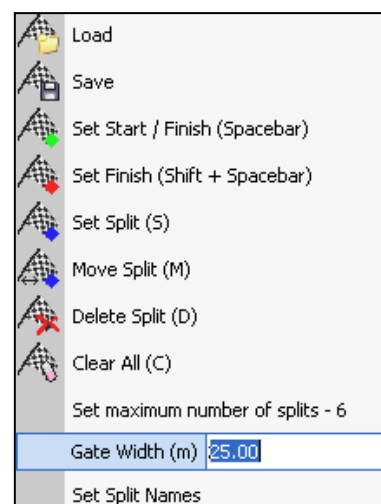 Load
Save
Set Start / Finish (Spacebar)
Set Finish (Shift + Spacebar)
Set Split (S)
Move Split (M)
Delete Split (D)
Clear All (C)
Set maximum number of splits - 6
Gate Width (m) 25.00
Set Split Names